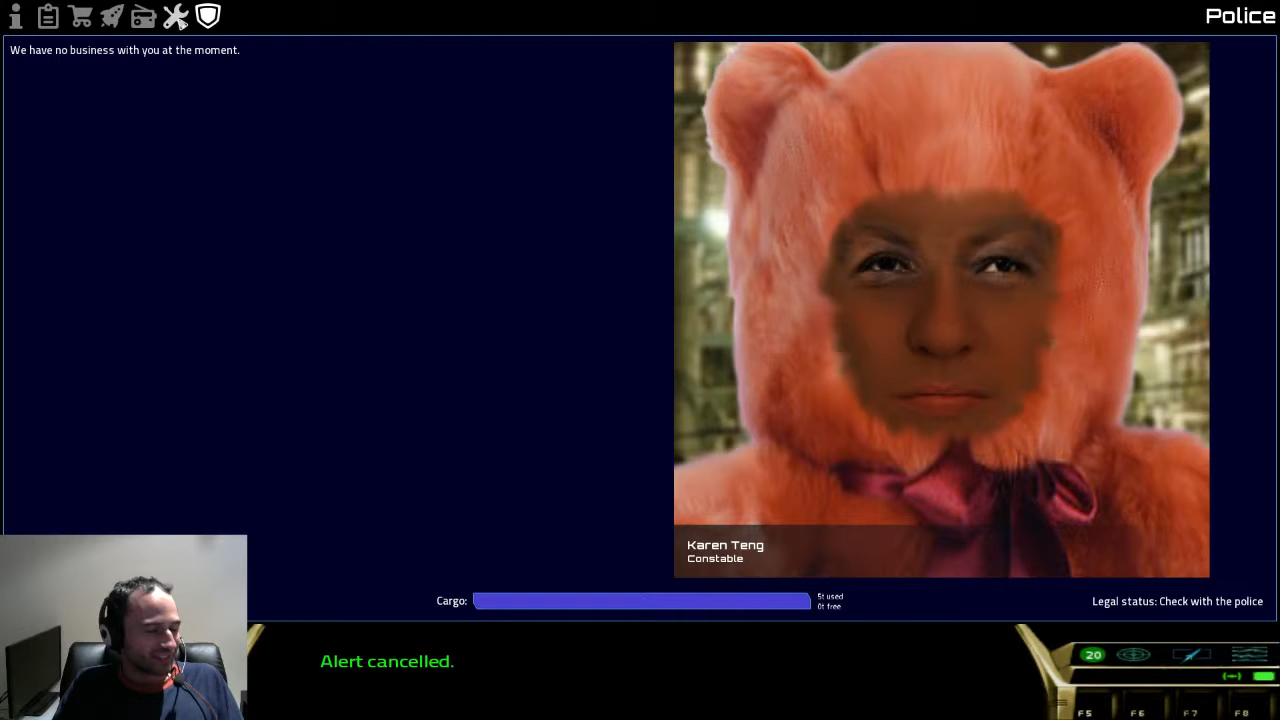 Police
We have no business with you at the moment.
Karen Teng
Constable
Cargo:
5t used
0t free
Legal status: Check with the police
Alert cancelled.
20
F5 F6 F7 F8